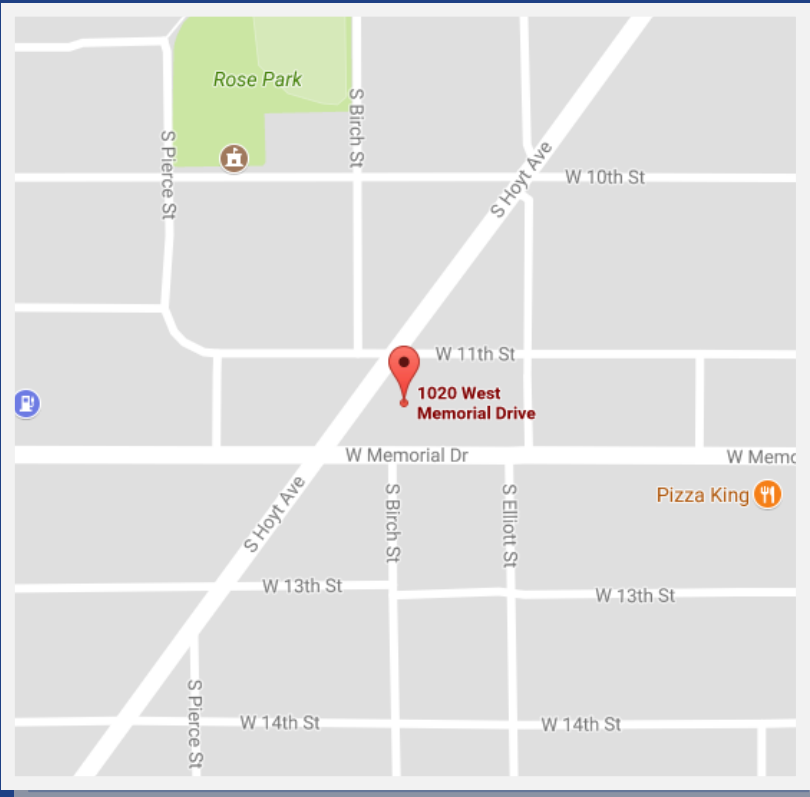 Rose Park
S Birch St
S Pierce St
S Hoyt Ave
W 10th St
W 11th St
1020 West
Memorial Drive
W Memorial Dr
W Memo
S Hoyt Ave
S Birch St
S Elliott St
Pizza King
W 13th St
W 13th St
S Pierce St
W 14th St
W 14th St